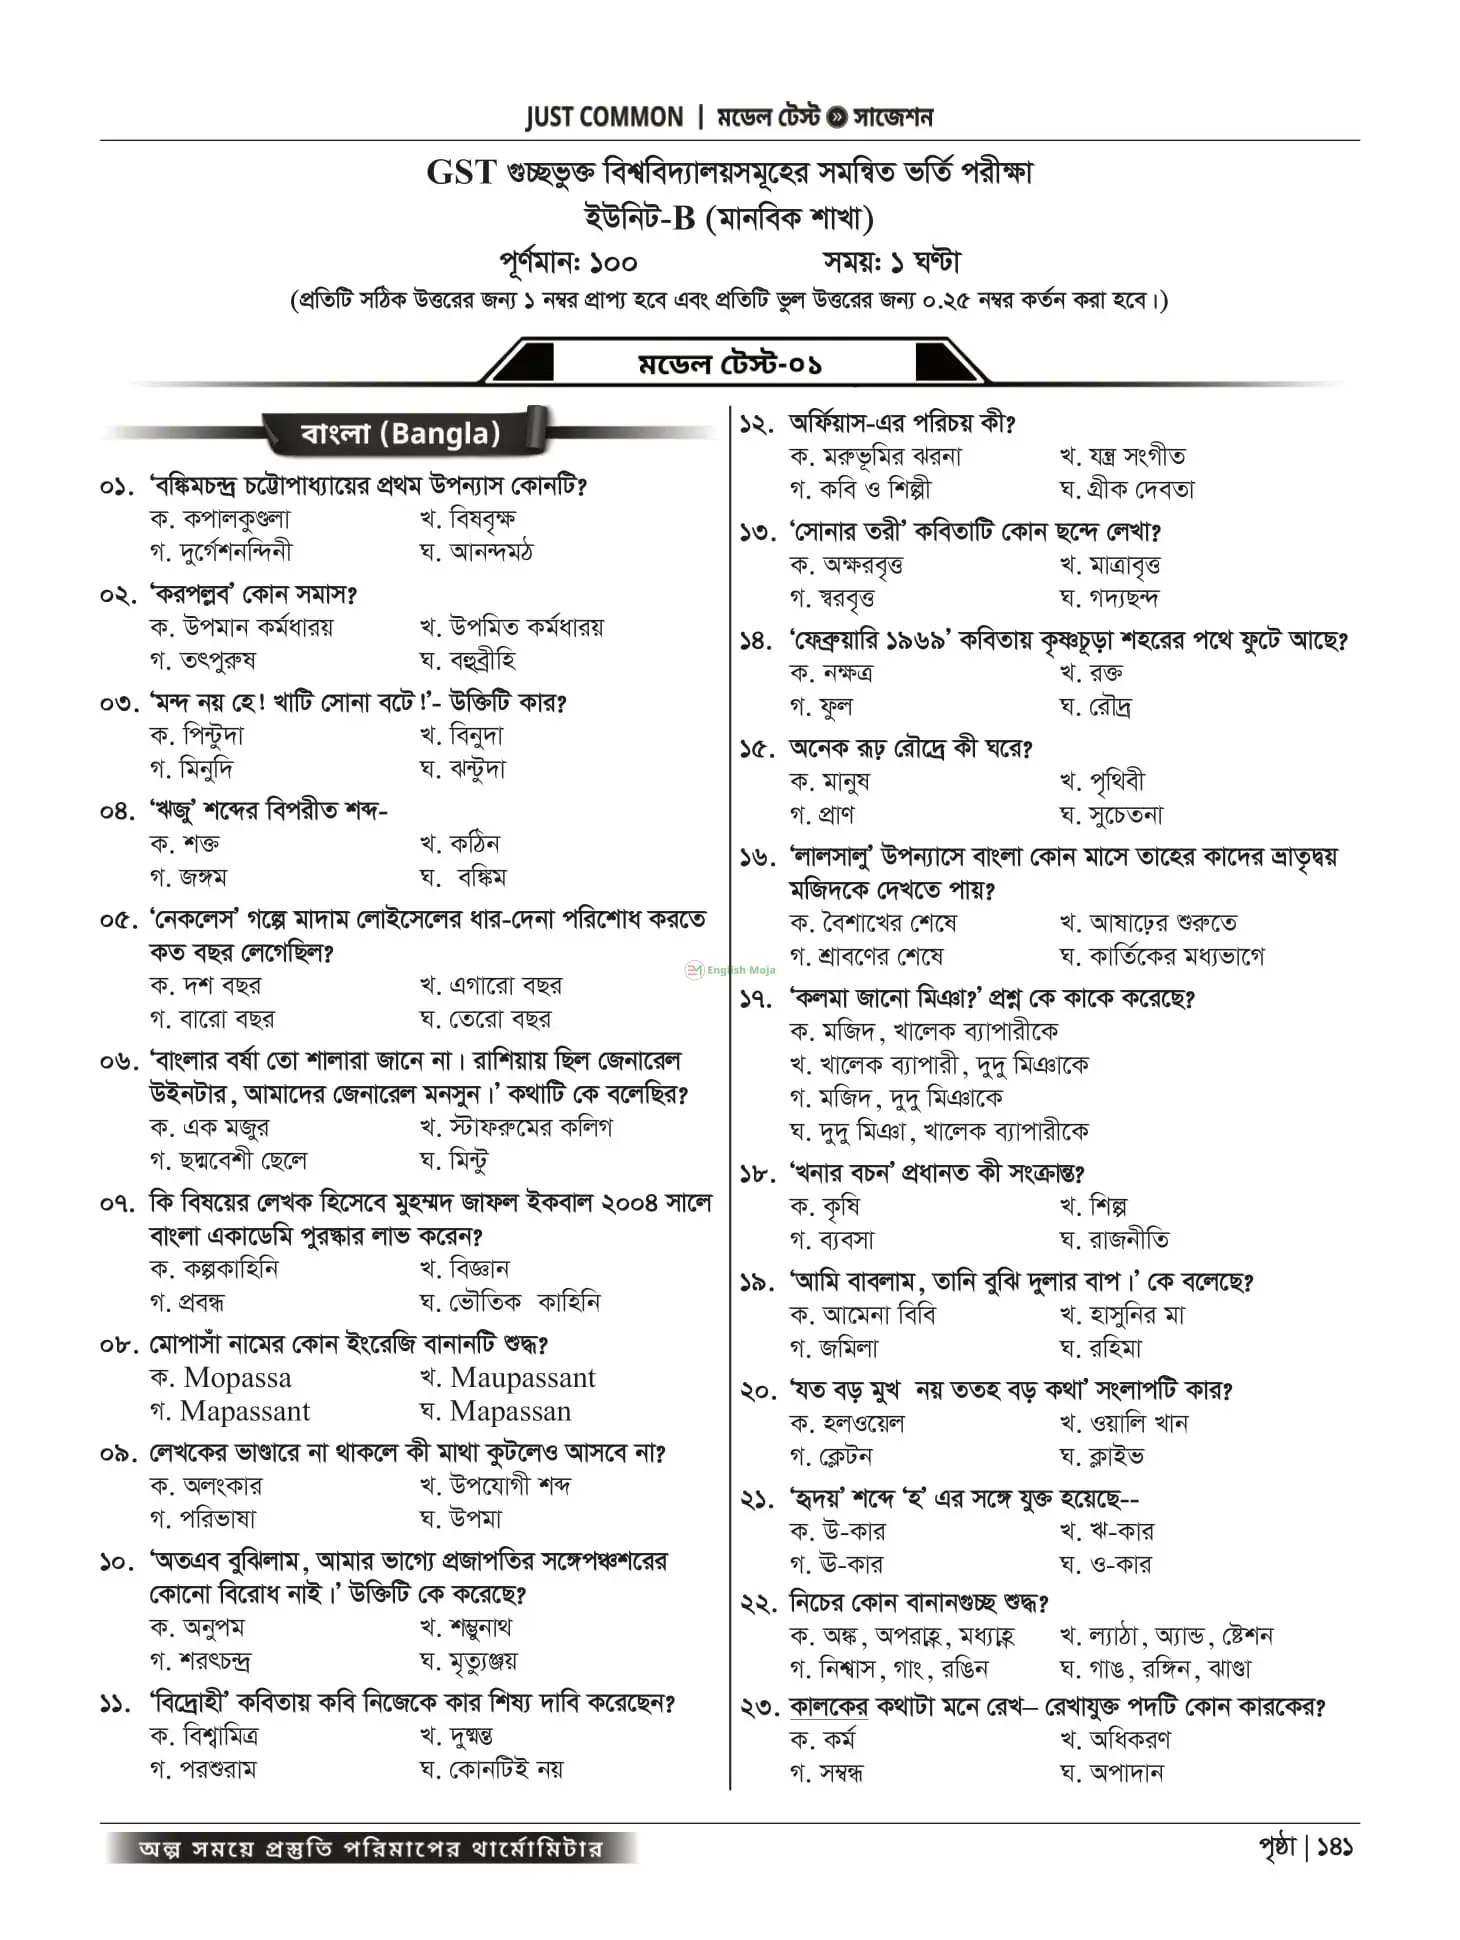 JUST COMMON | মডেল টেস্ট » সাজেশন
GST গুচ্ছভুক্ত বিশ্ববিদ্যালয়সমূহের সমন্বিত ভর্তি পরীক্ষা
ইউনিট-B (মানবিক শাখা)
পূর্ণমান: ১০০ সময়: ১ ঘণ্টা
(প্রতিটি সঠিক উত্তরের জন্য ১ নম্বর প্রাপ্য হবে এবং প্রতিটি ভুল উত্তরের জন্য ০.২৫ নম্বর কর্তন করা হবে।)
মডেল টেস্ট-০১
বাংলা (Bangla)
০১. ‘বঙ্কিমচন্দ্র চট্টোপাধ্যায়ের প্রথম উপন্যাস কোনটি?
ক. কপালকুণ্ডলা খ. বিষবৃক্ষ
গ. দুর্গেশনন্দিনী ঘ. আনন্দমঠ
০২. ‘করপল্লব’ কোন সমাস?
ক. উপমান কর্মধারয় খ. উপমিত কর্মধারয়
গ. তৎপুরুষ ঘ. বহুব্রীহি
০৩. ‘মন্দ নয় হে! খাটি সোনা বটে!’- উক্তিটি কার?
ক. পিন্টুদা খ. বিনুদা
গ. মিনুদি ঘ. ঝন্টুদা
০৪. ‘ঋজু’ শব্দের বিপরীত শব্দ-
ক. শক্ত খ. কঠিন
গ. জঙ্গম ঘ. বঙ্কিম
০৫. ‘নেকলেস’ গল্পে মাদাম লোইসেলের ধার-দেনা পরিশোধ করতে
কত বছর লেগেছিল?
ক. দশ বছর খ. এগারো বছর
গ. বারো বছর ঘ. তেরো বছর
০৬. ‘বাংলার বর্ষা তো শালারা জানে না। রাশিয়ায় ছিল জেনারেল
উইনটার, আমাদের জেনারেল মনসুন।’ কথাটি কে বলেছির?
ক. এক মজুর খ. স্টাফরুমের কলিগ
গ. ছদ্মবেশী ছেলে ঘ. মিন্টু
০৭. কি বিষয়ের লেখক হিসেবে মুহম্মদ জাফল ইকবাল ২০০৪ সালে
বাংলা একাডেমি পুরস্কার লাভ করেন?
ক. কল্পকাহিনি খ. বিজ্ঞান
গ. প্রবন্ধ ঘ. ভৌতিক কাহিনি
০৮. মোপাসাঁ নামের কোন ইংরেজি বানানটি শুদ্ধ?
ক. Mopassa খ. Maupassant
গ. Mapassant ঘ. Mapassan
০৯. লেখকের ভাণ্ডারে না থাকলে কী মাথা কুটলেও আসবে না?
ক. অলংকার খ. উপযোগী শব্দ
গ. পরিভাষা ঘ. উপমা
১০. ‘অতএব বুঝিলাম, আমার ভাগ্যে প্রজাপতির সঙ্গেপঞ্চশরের
কোনো বিরোধ নাই।’ উক্তিটি কে করেছে?
ক. অনুপম খ. শম্ভুনাথ
গ. শরৎচন্দ্র ঘ. মৃত্যুঞ্জয়
১১. ‘বিদ্রোহী’ কবিতায় কবি নিজেকে কার শিষ্য দাবি করেছেন?
ক. বিশ্বামিত্র খ. দুষ্মন্ত
গ. পরশুরাম ঘ. কোনটিই নয়
১২. অর্ফিয়াস-এর পরিচয় কী?
ক. মরুভূমির ঝরনা খ. যন্ত্র সংগীত
গ. কবি ও শিল্পী ঘ. গ্রীক দেবতা
১৩. ‘সোনার তরী’ কবিতাটি কোন ছন্দে লেখা?
ক. অক্ষরবৃত্ত খ. মাত্রাবৃত্ত
গ. স্বরবৃত্ত ঘ. গদ্যছন্দ
১৪. ‘ফেব্রুয়ারি ১৯৬৯’ কবিতায় কৃষ্ণচূড়া শহরের পথে ফুটে আছে?
ক. নক্ষত্র খ. রক্ত
গ. ফুল ঘ. রৌদ্র
১৫. অনেক রূঢ় রৌদ্রে কী ঘরে?
ক. মানুষ খ. পৃথিবী
গ. প্রাণ ঘ. সুচেতনা
১৬. ‘লালসালু’ উপন্যাসে বাংলা কোন মাসে তাহের কাদের ভ্রাতৃদ্বয়
মজিদকে দেখতে পায়?
ক. বৈশাখের শেষে খ. আষাঢ়ের শুরুতে
গ. শ্রাবণের শেষে ঘ. কার্তিকের মধ্যভাগে
১৭. ‘কলমা জানো মিঞা?’ প্রশ্ন কে কাকে করেছে?
ক. মজিদ, খালেক ব্যাপারীকে
খ. খালেক ব্যাপারী, দুদু মিঞাকে
গ. মজিদ, দুদু মিঞাকে
ঘ. দুদু মিঞা, খালেক ব্যাপারীকে
১৮. ‘খনার বচন’ প্রধানত কী সংক্রান্ত?
ক. কৃষি খ. শিল্প
গ. ব্যবসা ঘ. রাজনীতি
১৯. ‘আমি বাবলাম, তানি বুঝি দুলার বাপ।’ কে বলেছে?
ক. আমেনা বিবি খ. হাসুনির মা
গ. জমিলা ঘ. রহিমা
২০. ‘যত বড় মুখ নয় ততহ বড় কথা’ সংলাপটি কার?
ক. হলওয়েল খ. ওয়ালি খান
গ. ক্লেটন ঘ. ক্লাইভ
২১. ‘হৃদয়’ শব্দে ‘হ’ এর সঙ্গে যুক্ত হয়েছে--
ক. উ-কার খ. ঋ-কার
গ. ঊ-কার ঘ. ও-কার
২২. নিচের কোন বানানগুচ্ছ শুদ্ধ?
ক. অঙ্ক, অপরাহ্ণ, মধ্যাহ্ণ খ. ল্যাঠা, অ্যান্ড, ষ্টেশন
গ. নিশ্বাস, গাং, রঙিন ঘ. গাঙ, রঙ্গিন, ঝাণ্ডা
২৩. কালকের কথাটা মনে রেখ– রেখাযুক্ত পদটি কোন কারকের?
ক. কর্ম খ. অধিকরণ
গ. সম্বন্ধ ঘ. অপাদান
English Moja
অল্প সময়ে প্রস্তুতি পরিমাপের থার্মোমিটার
পৃষ্ঠা | ১৪১